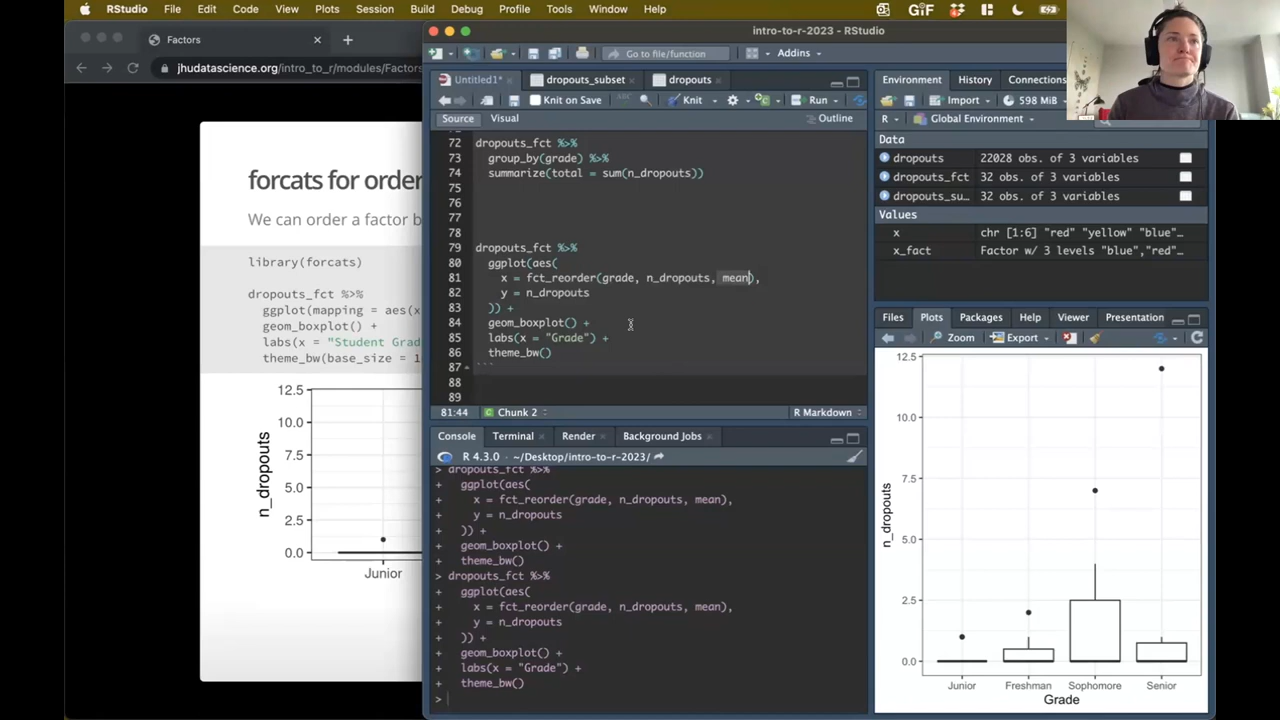 RStudio File Edit Code View Plots Session Build Debug Profile Tools Window Help GIF
Factors
jhudatascience.org/intro_to_r/modules/Factors
forcats for order
We can order a factor b
library(forcats)
dropouts_fct %>%
ggplot(mapping = aes(x
geom_boxplot() +
labs(x = "Student Grad
theme_bw(base_size = 1
12.5
10.0
7.5
5.0
2.5
0.0
n_dropouts
Junior
intro-to-r-2023 - RStudio
Go to file/function Addins
Untitled1* dropouts_subset dropouts
Knit on Save ABC Knit Run
Source Visual Outline
72 dropouts_fct %>%
73 group_by(grade) %>%
74 summarize(total = sum(n_dropouts))
75
76
77
78
79 dropouts_fct %>%
80 ggplot(aes(
81 x = fct_reorder(grade, n_dropouts, mean),
82 y = n_dropouts
83 )) +
84 geom_boxplot() +
85 labs(x = "Grade") +
86 theme_bw()
87 ```
88
89
81:44 Chunk 2 R Markdown
Console Terminal Render Background Jobs
R 4.3.0 · ~/Desktop/intro-to-r-2023/
> dropouts_fct %>%
+ ggplot(aes(
+ x = fct_reorder(grade, n_dropouts, mean),
+ y = n_dropouts
+ )) +
+ geom_boxplot() +
+ theme_bw()
> dropouts_fct %>%
+ ggplot(aes(
+ x = fct_reorder(grade, n_dropouts, mean),
+ y = n_dropouts
+ )) +
+ geom_boxplot() +
+ labs(x = "Grade") +
+ theme_bw()
>
Environment History Connections
Import 598 MiB
R Global Environment
Data
dropouts 22028 obs. of 3 variables
dropouts_fct 32 obs. of 3 variables
dropouts_su… 32 obs. of 3 variables
Values
x chr [1:6] "red" "yellow" "blue"…
x_fact Factor w/ 3 levels "blue","red"…
Files Plots Packages Help Viewer Presentation
Zoom Export
12.5
10.0
7.5
5.0
2.5
0.0
n_dropouts
Junior Freshman Sophomore Senior
Grade